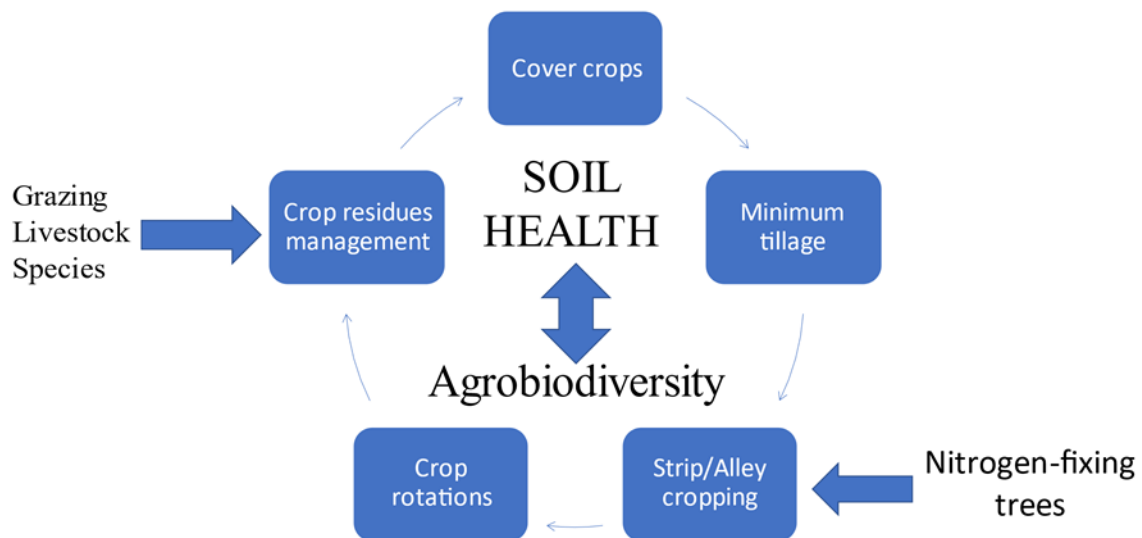 Cover crops
Grazing
Livestock
Species
Crop residues
management
SOIL
HEALTH
Minimum
tillage
Agrobiodiversity
Crop
rotations
Strip/Alley
cropping
Nitrogen-fixing
trees